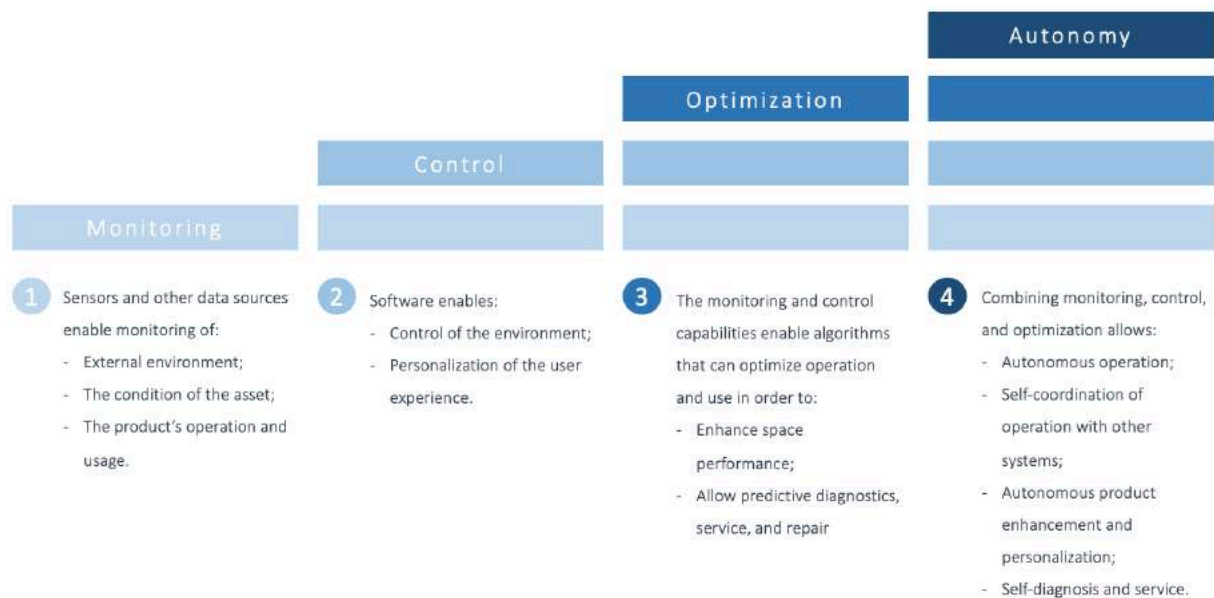 Autonomy
Optimization
Control
Monitoring
1
Sensors and other data sources
enable monitoring of:
- External environment;
- The condition of the asset;
- The product's operation and
usage.
2
Software enables:
- Control of the environment;
- Personalization of the user
experience.
3
The monitoring and control
capabilities enable algorithms
that can optimize operation
and use in order to:
- Enhance space
performance;
- Allow predictive diagnostics,
service, and repair
4
Combining monitoring, control,
and optimization allows:
- Autonomous operation;
- Self-coordination of
operation with other
systems;
- Autonomous product
enhancement and
personalization;
- Self-diagnosis and service.